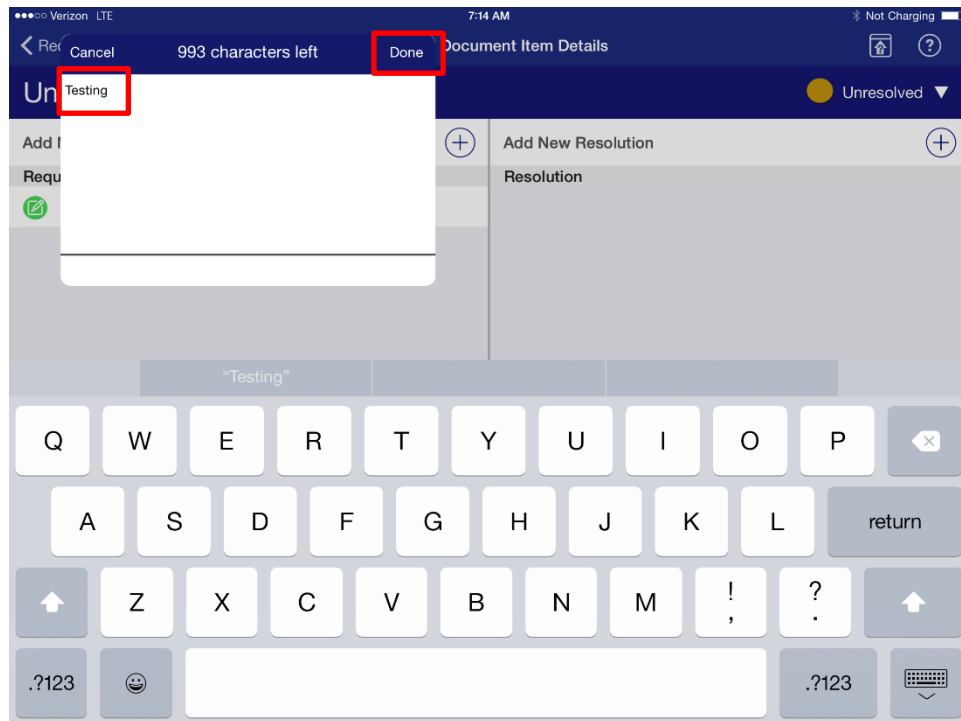 Verizon LTE 7:14 AM Not Charging
Cancel 993 characters left Done Document Item Details
Testing Unresolved
Add New Resolution
Requ Resolution
"Testing"
Q W E R T Y U I O P
A S D F G H J K L return
Z X C V B N M ! , ? .
.?123 .?123